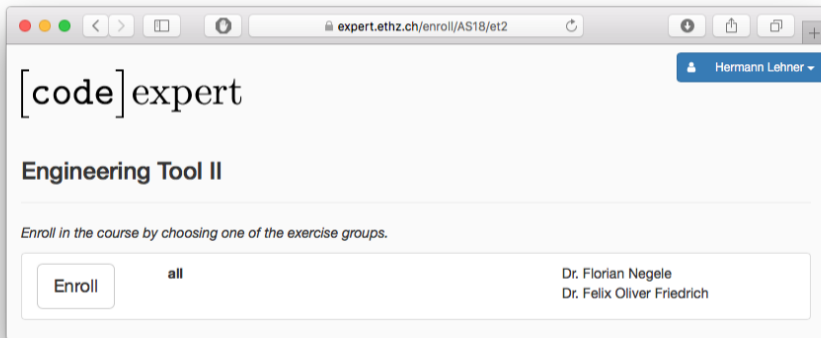 expert.ethz.ch/enroll/AS18/et2
Hermann Lehner
[code]expert
Engineering Tool II
Enroll in the course by choosing one of the exercise groups.
Enroll all Dr. Florian Negele
Dr. Felix Oliver Friedrich